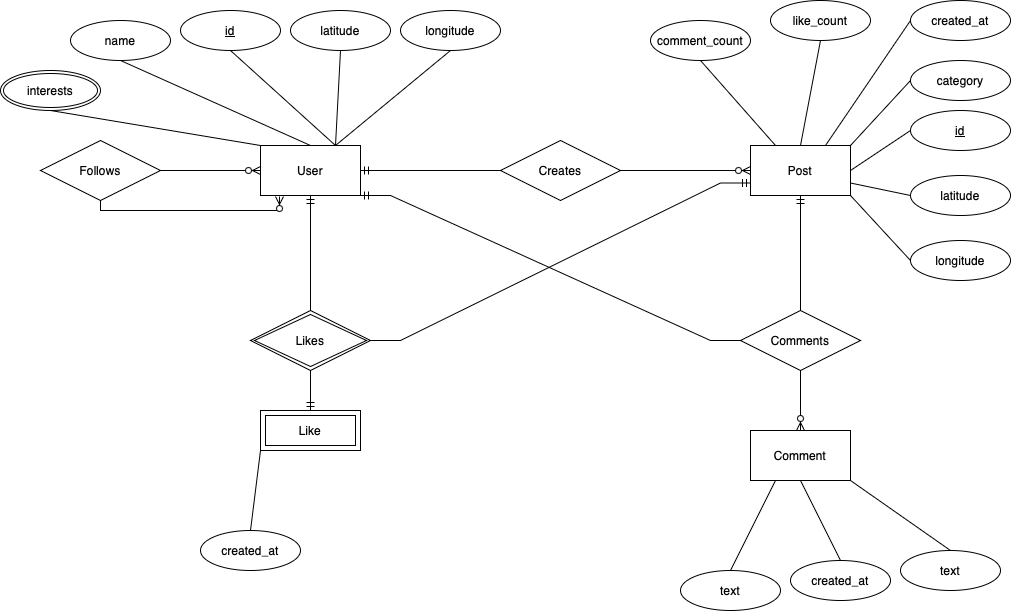 name
id
latitude
longitude
comment_count
like_count
created_at
interests
category
id
Follows
User
Creates
Post
latitude
longitude
Likes
Comments
Like
Comment
created_at
text
created_at
text